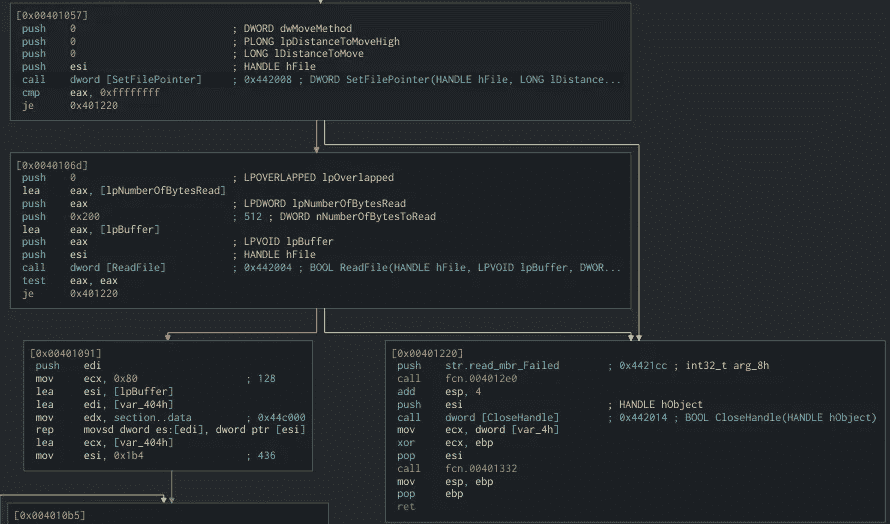 [0x00401057]
push 0 ; DWORD dwMoveMethod
push 0 ; PLONG lpDistanceToMoveHigh
push 0 ; LONG lDistanceToMove
push esi ; HANDLE hFile
call dword [SetFilePointer] ; 0x442008 ; DWORD SetFilePointer(HANDLE hFile, LONG lDistance...
cmp eax, 0xffffffff
je 0x401220
[0x0040106d]
push 0 ; LPOVERLAPPED lpOverlapped
lea eax, [lpNumberOfBytesRead]
push eax ; LPDWORD lpNumberOfBytesRead
push 0x200 ; 512 ; DWORD nNumberOfBytesToRead
lea eax, [lpBuffer]
push eax ; LPVOID lpBuffer
push esi ; HANDLE hFile
call dword [ReadFile] ; 0x442004 ; BOOL ReadFile(HANDLE hFile, LPVOID lpBuffer, DWOR...
test eax, eax
je 0x401220
[0x00401091]
push edi
mov ecx, 0x80 ; 128
lea esi, [lpBuffer]
lea edi, [var_404h]
mov edx, section..data ; 0x44c000
rep movsd dword es:[edi], dword ptr [esi]
lea ecx, [var_404h]
mov esi, 0x1b4 ; 436
[0x00401220]
push str.read_mbr_Failed ; 0x4421cc ; int32_t arg_8h
call fcn.004012e0
add esp, 4
push esi ; HANDLE hObject
call dword [CloseHandle] ; 0x442014 ; BOOL CloseHandle(HANDLE hObject)
mov ecx, dword [var_4h]
xor ecx, ebp
pop esi
call fcn.00401332
mov esp, ebp
pop ebp
ret
[0x004010b5]